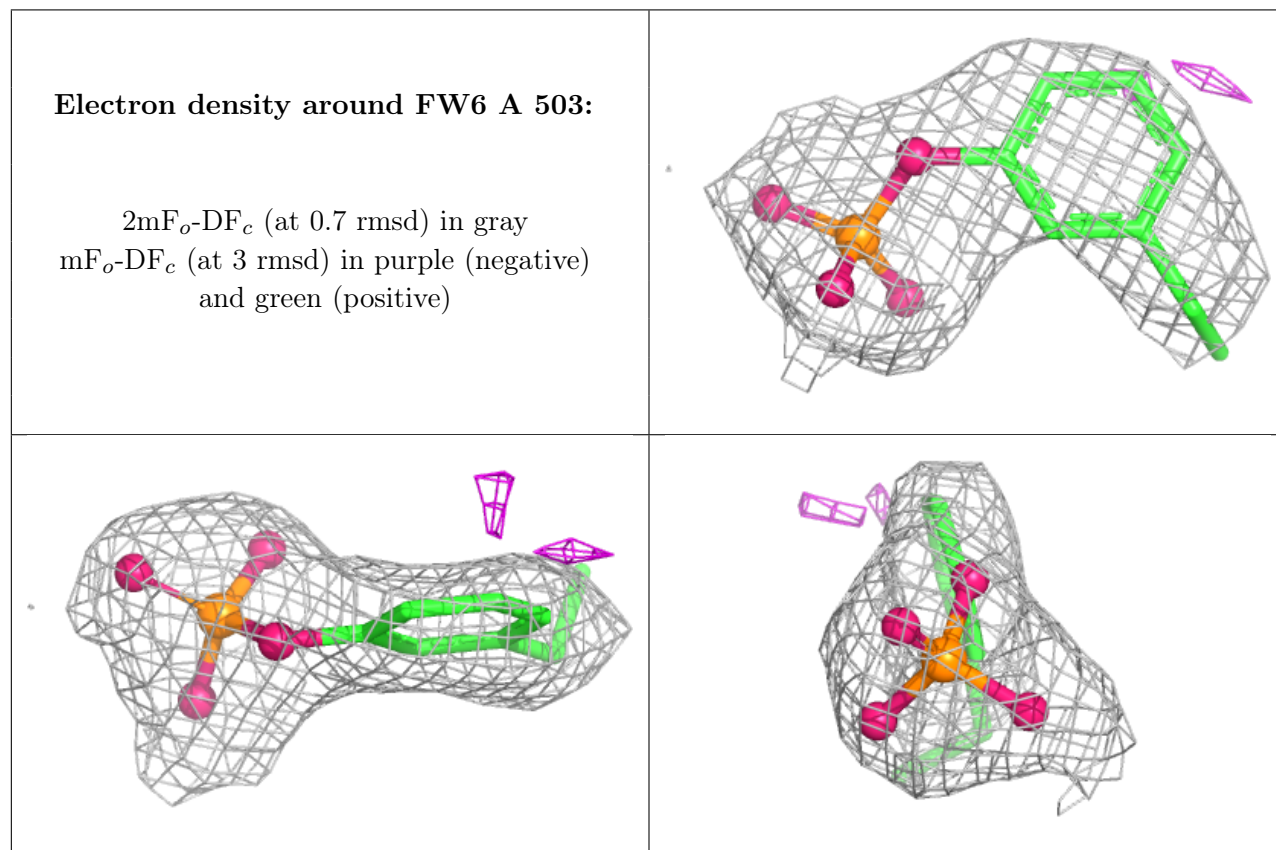 Electron density around FW6 A 503:
2mFo-DFc (at 0.7 rmsd) in gray
mFo-DFc (at 3 rmsd) in purple (negative)
and green (positive)